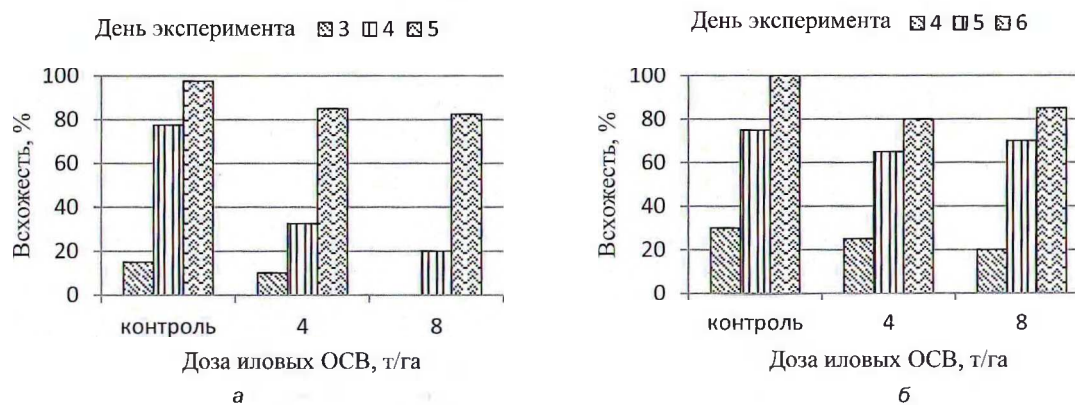 День эксперимента 3 4 5
Всхожесть, %
100
80
60
40
20
0
контроль 4 8
Доза иловых ОСВ, т/га
а
День эксперимента 4 5 6
Всхожесть, %
100
80
60
40
20
0
контроль 4 8
Доза иловых ОСВ, т/га
б